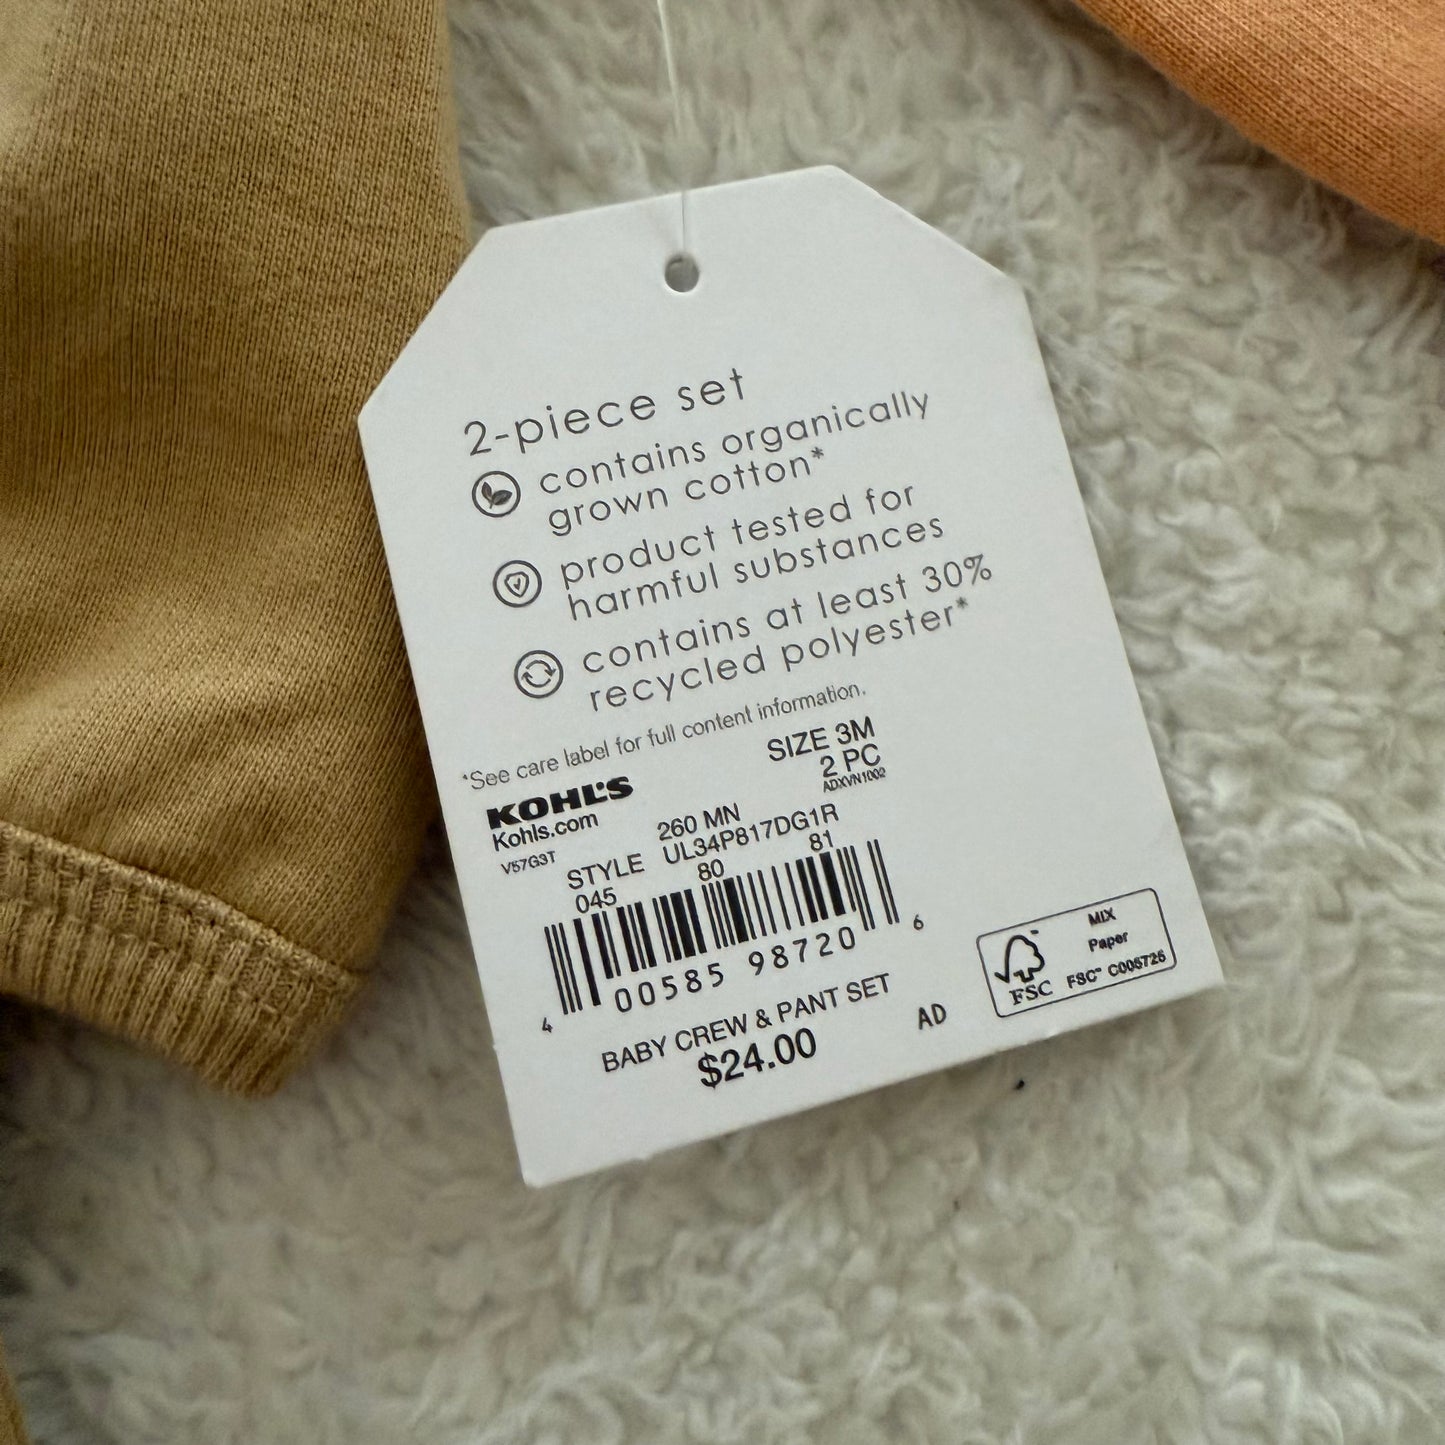 2-piece set
contains organically
grown cotton*
product tested for
harmful substances
contains at least 30%
recycled polyester*
*See care label for full content information.
SIZE 3M
2 PC
ADXVN1002
KOHL'S
Kohls.com
V57G3T
260 MN
STYLE UL34P817DG1R
045 80 81
4 00585 98720 6
BABY CREW & PANT SET
$24.00
AD
FSC™
MIX
Paper
FSC™ C005726